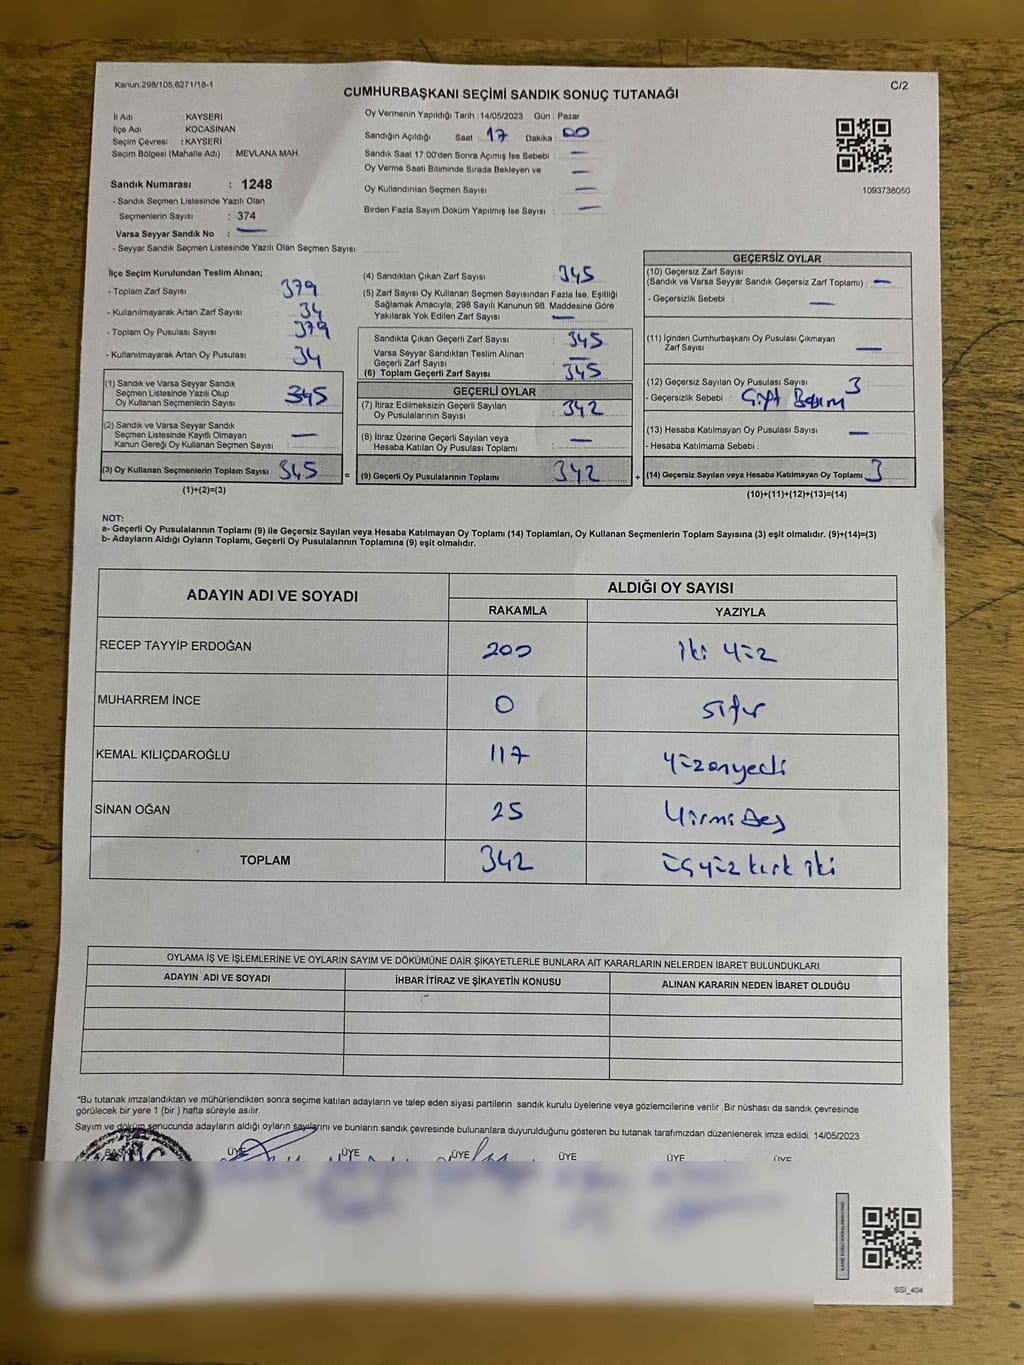 Kanun:298/105,6271/18-1
C/2
CUMHURBAŞKANI SEÇİMİ SANDIK SONUÇ TUTANAĞI
İl Adı : KAYSERİ
İlçe Adı : KOCASİNAN
Seçim Çevresi : KAYSERİ
Seçim Bölgesi (Mahalle Adı) : MEVLANA MAH.
Sandık Numarası : 1248
- Sandık Seçmen Listesinde Yazılı Olan
Seçmenlerin Sayısı : 374
Varsa Seyyar Sandık No : —
- Seyyar Sandık Seçmen Listesinde Yazılı Olan Seçmen Sayısı:
Oy Vermenin Yapıldığı Tarih :14/05/2023 Gün : Pazar
Sandığın Açıldığı Saat : 17 Dakika : 00
Sandık Saat 17:00'den Sonra Açımış İse Sebebi : —
Oy Verme Saati Bitiminde Sırada Bekleyen ve : —
Oy Kullandırılan Seçmen Sayısı : —
Birden Fazla Sayım Döküm Yapılmış İse Sayısı : —
1093738050
İlçe Seçim Kurulundan Teslim Alınan;
- Toplam Zarf Sayısı : 379
- Kullanılmayarak Artan Zarf Sayısı : 34
- Toplam Oy Pusulası Sayısı : 379
- Kullanılmayarak Artan Oy Pusulası : 34
(1) Sandık ve Varsa Seyyar Sandık
Seçmen Listesinde Yazılı Olup
Oy Kullanan Seçmenlerin Sayısı : 345
(2) Sandık ve Varsa Seyyar Sandık
Seçmen Listesinde Kayıtlı Olmayan
Kanun Gereği Oy Kullanan Seçmen Sayısı : —
(3) Oy Kullanan Seçmenlerin Toplam Sayısı : 345 =
(1)+(2)=(3)
(4) Sandıktan Çıkan Zarf Sayısı : 345
(5) Zarf Sayısı Oy Kullanan Seçmen Sayısından Fazla İse, Eşitliği
Sağlamak Amacıyla, 298 Sayılı Kanunun 98. Maddesine Göre
Yakılarak Yok Edilen Zarf Sayısı : —
Sandıkta Çıkan Geçerli Zarf Sayısı : 345
Varsa Seyyar Sandıktan Teslim Alınan
Geçerli Zarf Sayısı : —
(6) Toplam Geçerli Zarf Sayısı : 345
GEÇERLİ OYLAR
(7) İtiraz Edilmeksizin Geçerli Sayılan
Oy Pusulalarının Sayısı : 342
(8) İtiraz Üzerine Geçerli Sayılan veya
Hesaba Katılan Oy Pusulası Toplamı : —
(9) Geçerli Oy Pusulalarının Toplamı : 342 +
GEÇERSİZ OYLAR
(10) Geçersiz Zarf Sayısı
(Sandık ve Varsa Seyyar Sandık Geçersiz Zarf Toplamı) : —
- Geçersizlik Sebebi : —
(11) İçinden Cumhurbaşkanı Oy Pusulası Çıkmayan
Zarf Sayısı : —
(12) Geçersiz Sayılan Oy Pusulası Sayısı : 3
- Geçersizlik Sebebi : Çift
(13) Hesaba Katılmayan Oy Pusulası Sayısı : —
- Hesaba Katılmama Sebebi :
(14) Geçersiz Sayılan veya Hesaba Katılmayan Oy Toplamı : 3
(10)+(11)+(12)+(13)=(14)
NOT:
a- Geçerli Oy Pusulalarının Toplamı (9) ile Geçersiz Sayılan veya Hesaba Katılmayan Oy Toplamı (14) Toplamları, Oy Kullanan Seçmenlerin Toplam Sayısına (3) eşit olmalıdır. (9)+(14)=(3)
b- Adayların Aldığı Oyların Toplamı, Geçerli Oy Pusulalarının Toplamına (9) eşit olmalıdır.
ADAYIN ADI VE SOYADI
ALDIĞI OY SAYISI
RAKAMLA YAZIYLA
RECEP TAYYİP ERDOĞAN 200 iki yüz
MUHARREM İNCE 0 sıfır
KEMAL KILIÇDAROĞLU 117 yüzonyedi
SİNAN OĞAN 25 Yirmi beş
TOPLAM 342 üçyüz kırk iki
OYLAMA İŞ VE İŞLEMLERİNE VE OYLARIN SAYIM VE DÖKÜMÜNE DAİR ŞİKAYETLERLE BUNLARA AİT KARARLARIN NELERDEN İBARET BULUNDUKLARI
ADAYIN ADI VE SOYADI İHBAR İTİRAZ VE ŞİKAYETİN KONUSU ALINAN KARARIN NEDEN İBARET OLDUĞU
*Bu tutanak imzalandıktan ve mühürlendikten sonra seçime katılan adayların ve talep eden siyasi partilerin sandık kurulu üyelerine veya gözlemcilerine verilir .Bir nüshası da sandık çevresinde
görülecek bir yere 1 (bir ) hafta süreyle asılır.
Sayım ve döküm sonucunda adayların aldığı oyların sayılarını ve bunların sandık çevresinde bulunanlara duyurulduğunu gösteren bu tutanak tarafımızdan düzenlenerek imza edildi. 14/05/2023
BAŞKAN ÜYE ÜYE ÜYE ÜYE ÜYE ÜYE
SSI_404